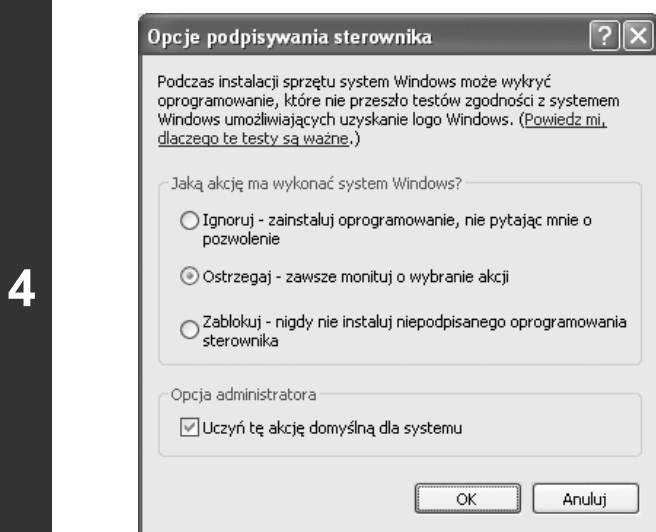 4
Opcje podpisywania sterownika
Podczas instalacji sprzętu system Windows może wykryć
oprogramowanie, które nie przeszło testów zgodności z systemem
Windows umożliwiających uzyskanie logo Windows. (Powiedz mi,
dlaczego te testy są ważne.)
Jaką akcję ma wykonać system Windows?
Ignoruj - zainstaluj oprogramowanie, nie pytając mnie o
pozwolenie
Ostrzegaj - zawsze monituj o wybranie akcji
Zablokuj - nigdy nie instaluj niepodpisanego oprogramowania
sterownika
Opcja administratora
Uczyń tę akcję domyślną dla systemu
OK
Anuluj